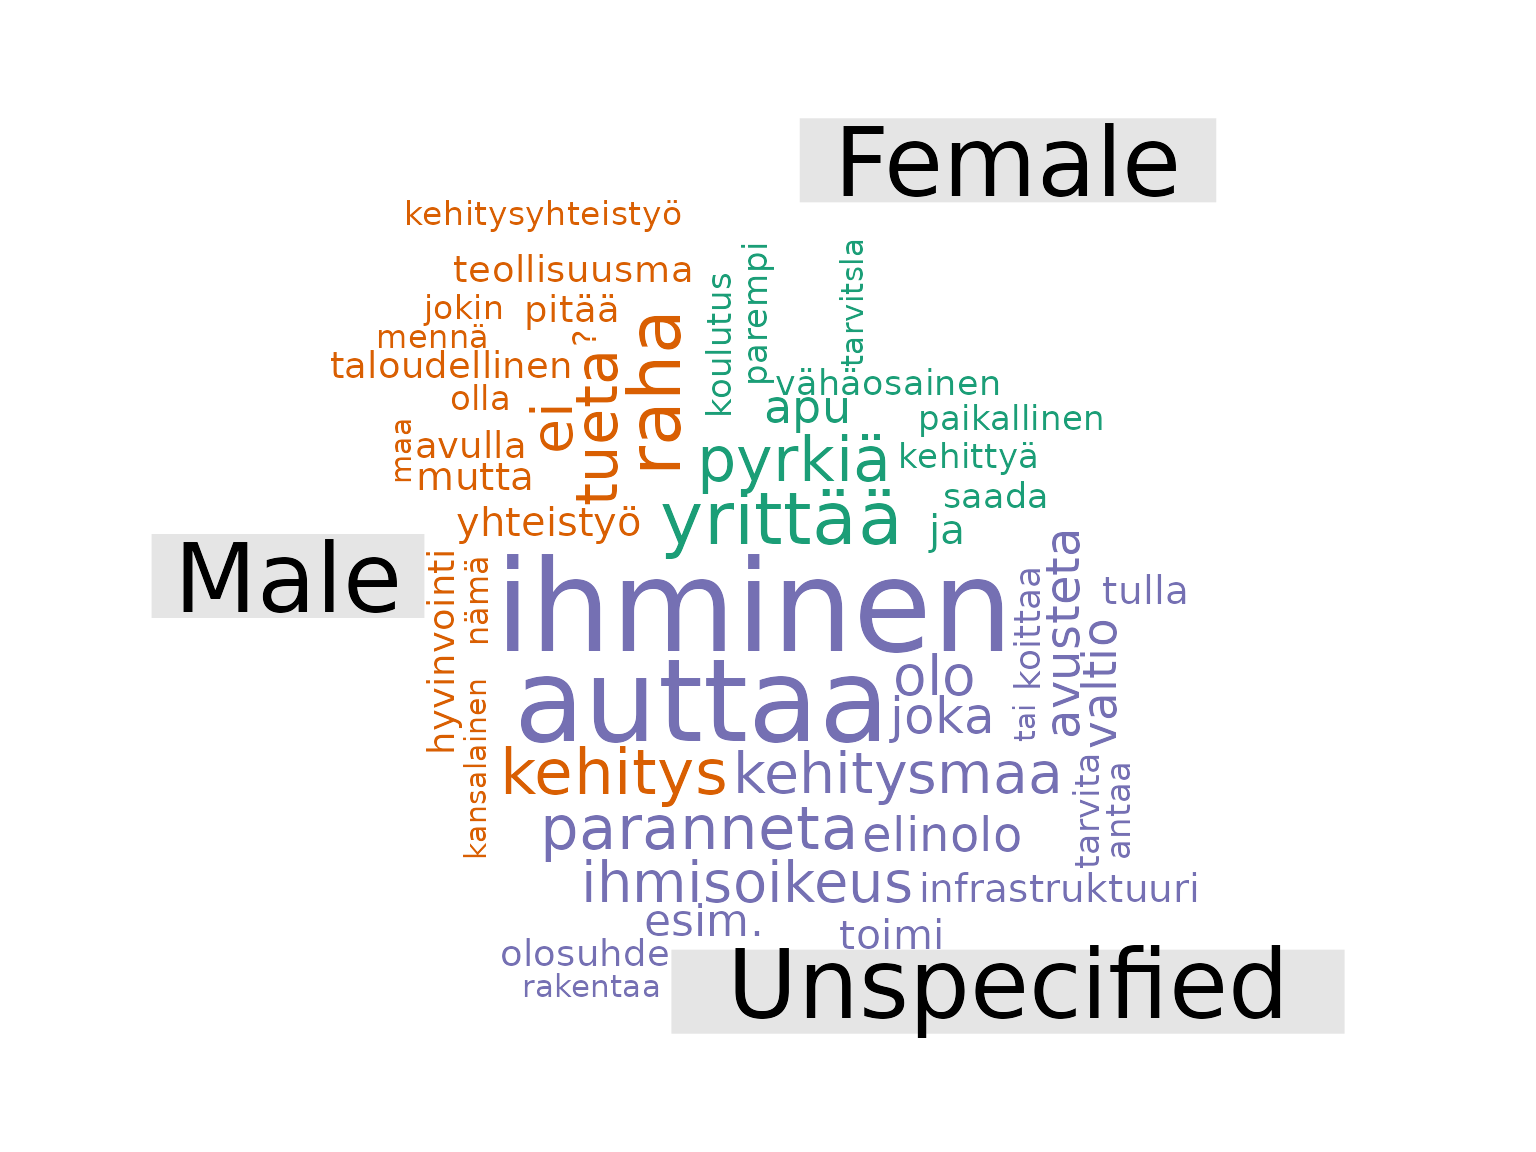 Female
kehitysyhteistyö
teollisuusma
jokin
pitää
mennä
?
taloudellinen
olla
maa
avulla
mutta
ei
tueta
raha
yhteistyö
koulutus
parempi
tarvitsla
vähäosainen
apu
paikallinen
pyrkiä
kehittyä
yrittää
saada
ja
Male
hyvinvointi
nämä
kansalainen
ihminen
auttaa
olo
joka
koittaa
tai
avusteta
valtio
tulla
kehitys
kehitysmaa
tarvita
antaa
paranneta
elinolo
ihmisoikeus
infrastruktuuri
esim.
toimi
olosuhde
rakentaa
Unspecified